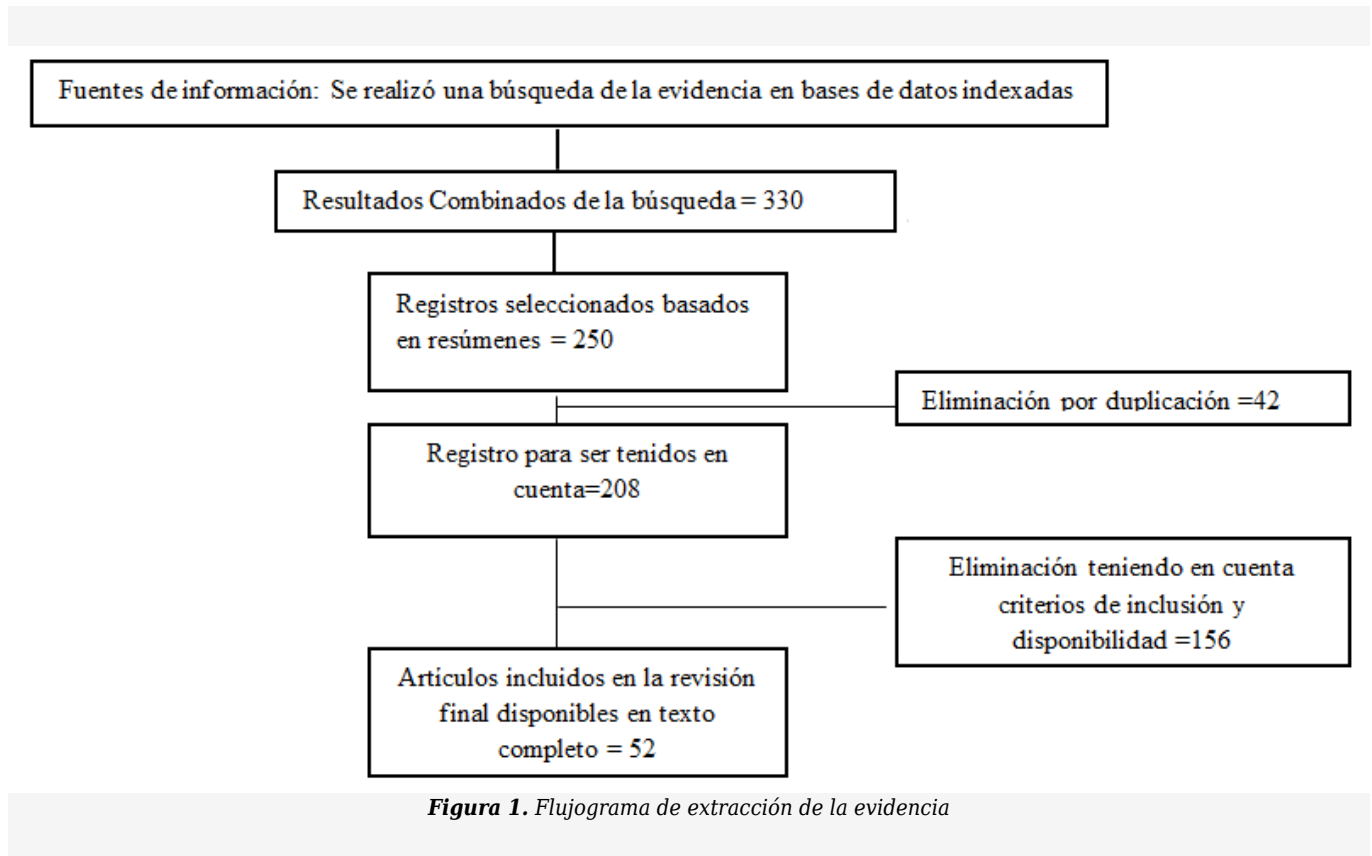 Fuentes de información: Se realizó una búsqueda de la evidencia en bases de datos indexadas
Resultados Combinados de la búsqueda = 330
Registros seleccionados basados
en resúmenes = 250
Eliminación por duplicación =42
Registro para ser tenidos en
cuenta=208
Eliminación teniendo en cuenta
criterios de inclusión y
disponibilidad =156
Artículos incluidos en la revisión
final disponibles en texto
completo = 52
Figura 1. Flujograma de extracción de la evidencia